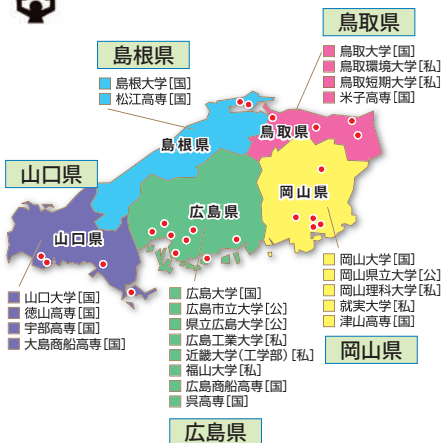 鳥取県
鳥取大学[国]
鳥取環境大学[私]
鳥取短期大学[私]
米子高専[国]
島根県
島根大学[国]
松江高専[国]
鳥取県
島根県
山口県
岡山県
広島県
山口県
山口大学[国]
徳山高専[国]
宇部高専[国]
大島商船高専[国]
広島大学[国]
広島市立大学[公]
県立広島大学[公]
広島工業大学[私]
近畿大学(工学部)[私]
福山大学[私]
広島商船高専[国]
呉高専[国]
広島県
岡山大学[国]
岡山県立大学[公]
岡山理科大学[私]
就実大学[私]
津山高専[国]
岡山県